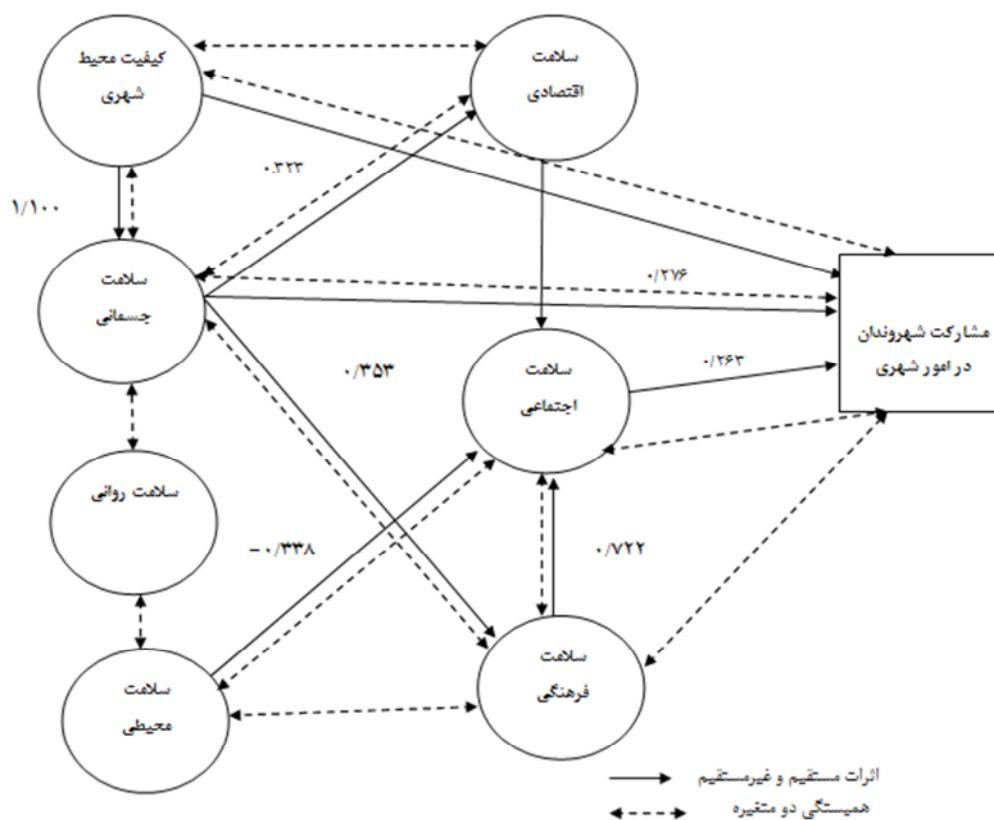 کیفیت محیط
شهری
سلامت
اقتصادی
۰.۳۲۳
۱/۱۰۰
سلامت
جسمانی
۰/۲۷۶
مشارکت شهروندان
در امور شهری
۰/۳۵۳
سلامت
اجتماعی
۰/۲۶۳
سلامت روانی
-۰/۳۳۸
۰/۷۲۲
سلامت
محیطی
سلامت
فرهنگی
اثرات مستقیم و غیرمستقیم
همبستگی دو متغیره